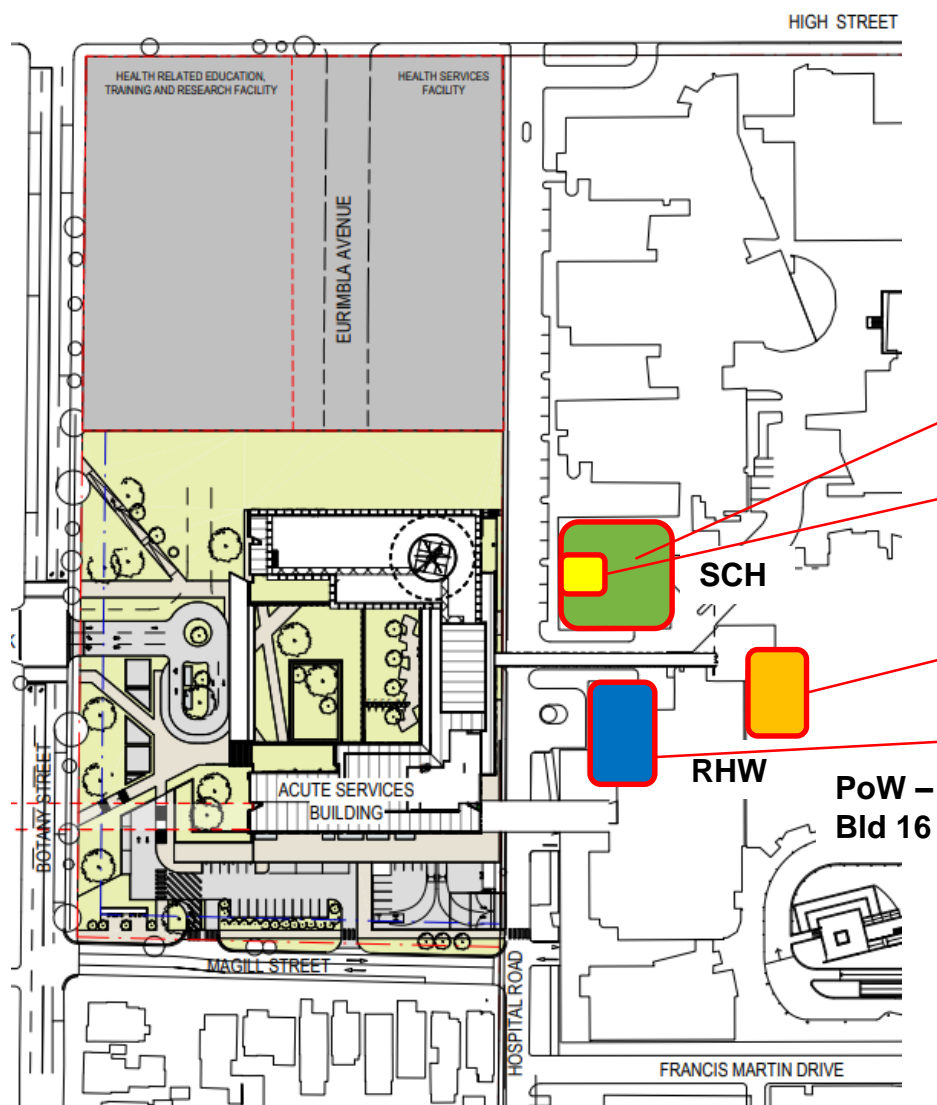 HIGH STREET
HEALTH RELATED EDUCATION,
TRAINING AND RESEARCH FACILITY
HEALTH SERVICES
FACILITY
EURIMBLA AVENUE
SCH
RHW
PoW –
Bld 16
ACUTE SERVICES
BUILDING
BOTANY STREET
MAGILL STREET
HOSPITAL ROAD
FRANCIS MARTIN DRIVE